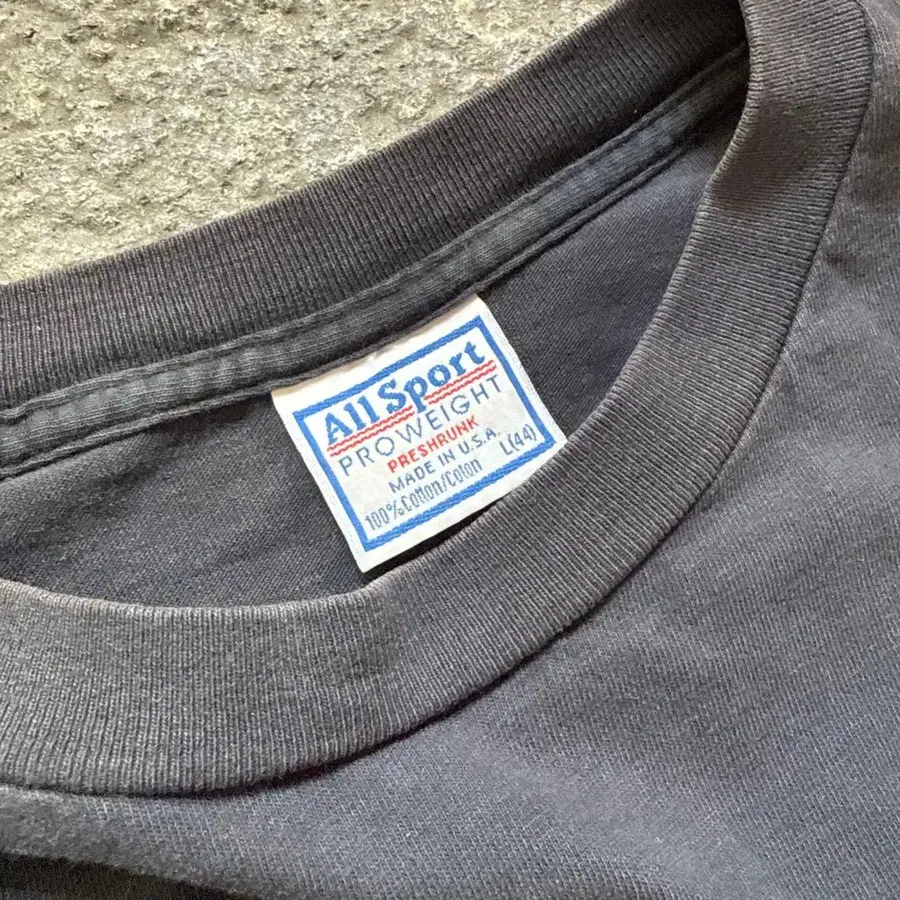 All Sport
PROWEIGHT
PRESHRUNK
MADE IN U.S.A.
100% Cotton/Coton L(44)